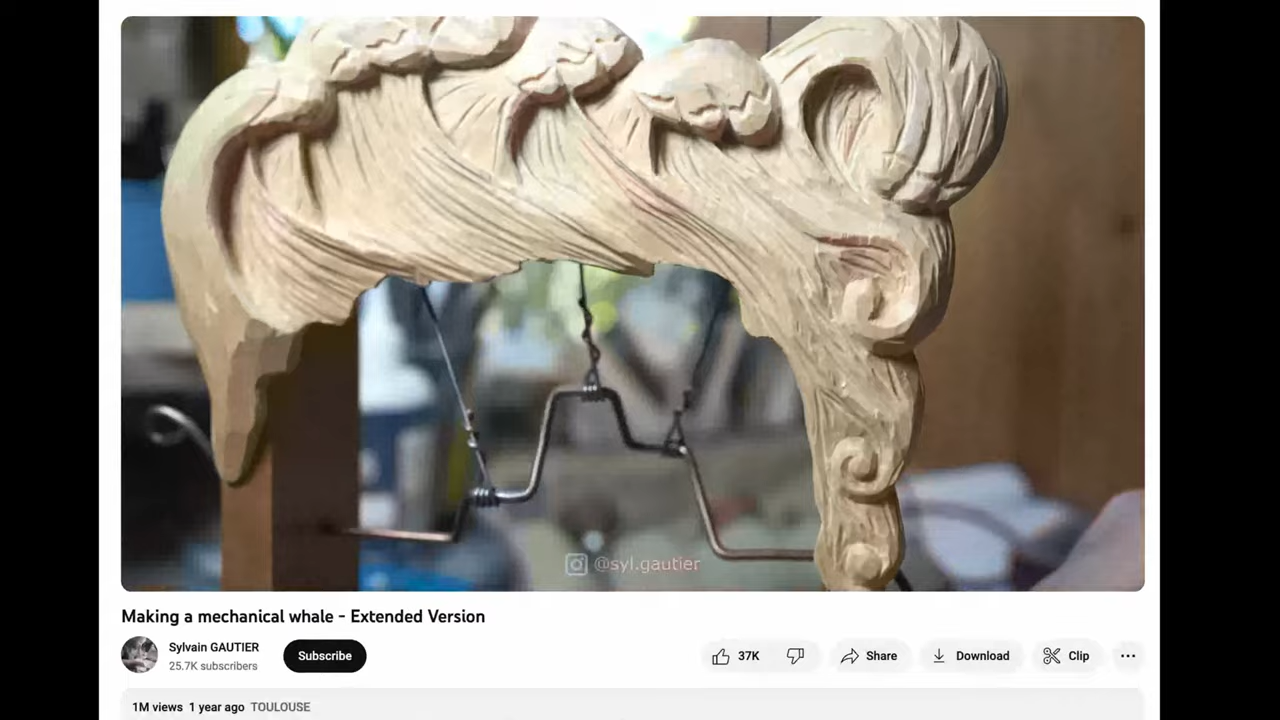 @syl.gautier
Making a mechanical whale - Extended Version
Sylvain GAUTIER
25.7K subscribers
Subscribe
37K
Share
Download
Clip
1M views 1 year ago TOULOUSE